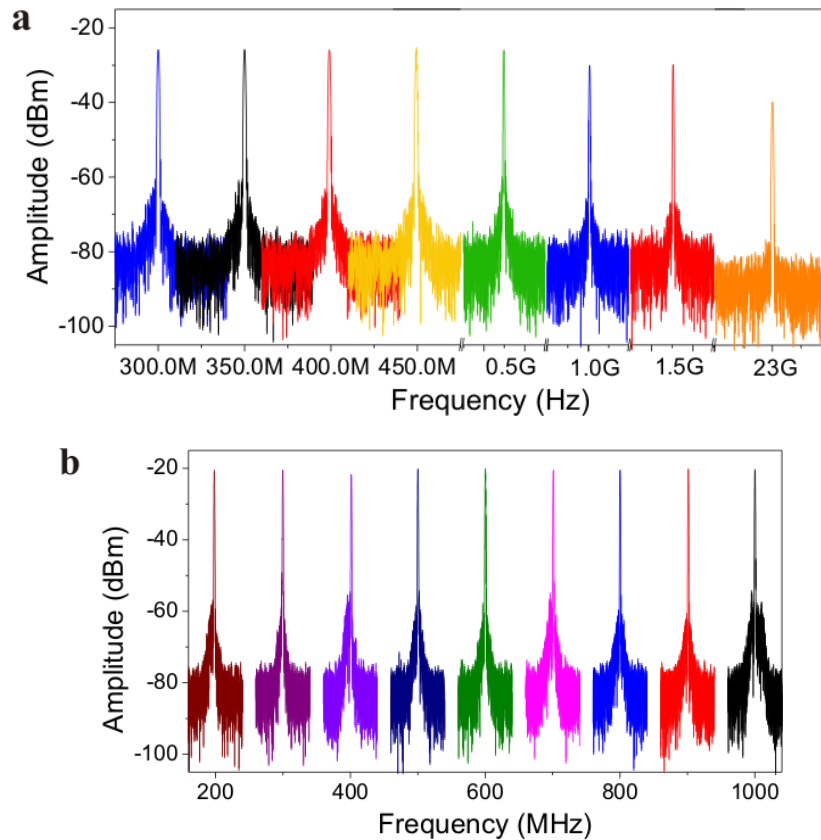 a
Amplitude (dBm)
-20
-40
-60
-80
-100
300.0M 350.0M 400.0M 450.0M 0.5G 1.0G 1.5G 23G
Frequency (Hz)
b
Amplitude (dBm)
-20
-40
-60
-80
-100
200 400 600 800 1000
Frequency (MHz)